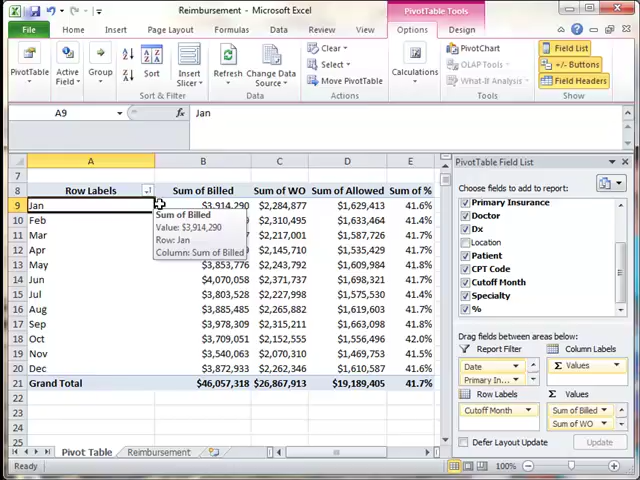 Reimbursement - Microsoft Excel
PivotTable Tools
File Home Insert Page Layout Formulas Data Review View Options Design
PivotTable
Active Field
Group
Sort
Insert Slicer
Refresh
Change Data Source
Clear
Select
Move PivotTable
Calculations
PivotChart
OLAP Tools
What-If Analysis
Field List
+/- Buttons
Field Headers
Sort & Filter Data Actions Tools Show
A9 fx Jan
A B C D E
7
8 Row Labels Sum of Billed Sum of WO Sum of Allowed Sum of %
9 Jan $3,914,290 $2,284,877 $1,629,413 41.6%
10 Feb $2,310,495 $1,633,464 41.4%
11 Mar $2,217,001 $1,587,726 41.7%
12 Apr $2,145,710 $1,535,429 41.7%
13 May $3,853,776 $2,243,792 $1,609,984 41.8%
14 Jun $4,070,058 $2,371,737 $1,698,321 41.7%
15 Jul $3,803,528 $2,227,998 $1,575,530 41.4%
16 Aug $3,885,485 $2,265,882 $1,619,603 41.7%
17 Sep $3,978,309 $2,315,211 $1,663,098 41.8%
18 Oct $3,709,051 $2,152,555 $1,556,496 42.0%
19 Nov $3,540,063 $2,070,310 $1,469,753 41.5%
20 Dec $3,872,933 $2,262,346 $1,610,587 41.6%
21 Grand Total $46,057,318 $26,867,913 $19,189,405 41.7%
22
23
24
25
Sum of Billed
Value: $3,914,290
Row: Jan
Column: Sum of Billed
PivotTable Field List
Choose fields to add to report:
Primary Insurance
Doctor
Dx
Location
Patient
CPT Code
Cutoff Month
Specialty
%
Drag fields between areas below:
Report Filter Column Labels
Date Σ Values
Primary In...
Row Labels Σ Values
Cutoff Month Sum of Billed
Sum of WO
Defer Layout Update Update
Pivot Table Reimbursement
Ready 100%